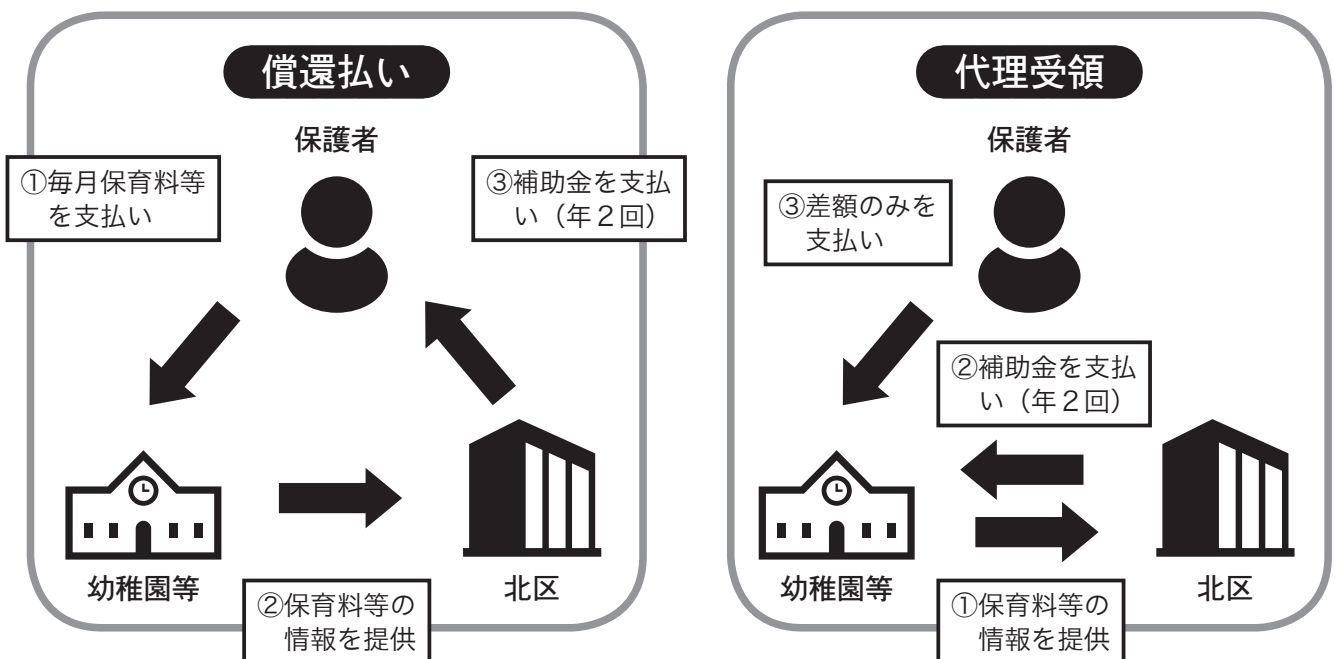 償還払い
保護者
①毎月保育料等
を支払い
③補助金を支払
い（年２回）
幼稚園等
北区
②保育料等の
情報を提供
代理受領
保護者
③差額のみを
支払い
②補助金を支払
い（年２回）
幼稚園等
北区
①保育料等の
情報を提供